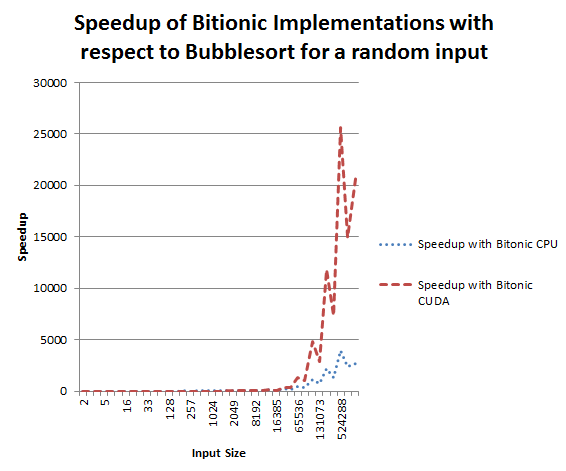 Speedup of Bitionic Implementations with
respect to Bubblesort for a random input
30000
25000
20000
15000
10000
5000
0
Speedup
2
5
16
33
128
257
1024
2049
8192
16385
65536
131073
524288
Input Size
Speedup with Bitonic CPU
Speedup with Bitonic
CUDA